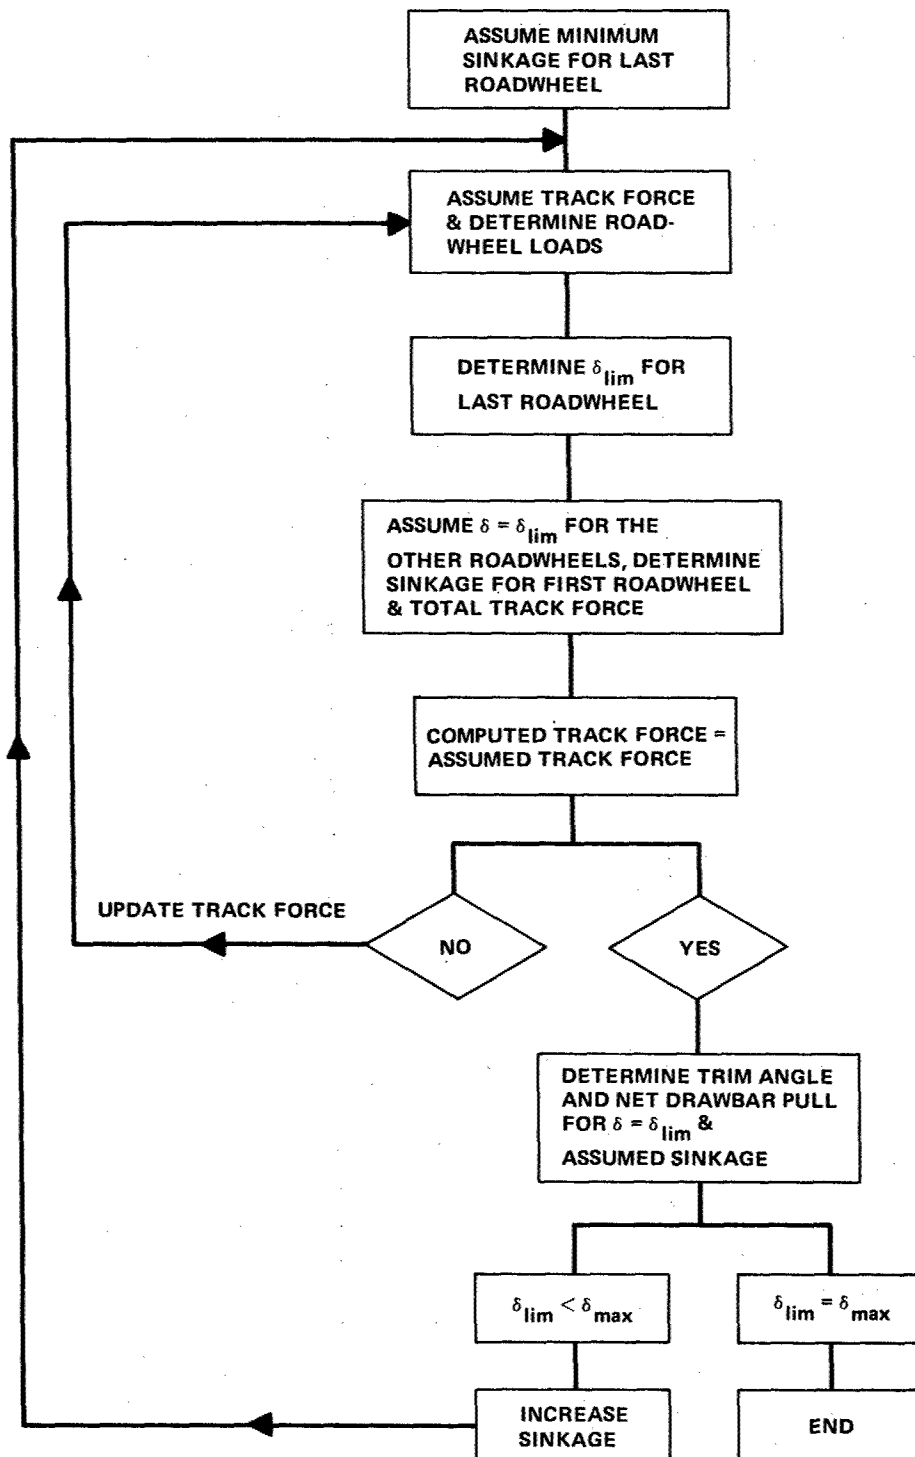 ASSUME MINIMUM
SINKAGE FOR LAST
ROADWHEEL
ASSUME TRACK FORCE
& DETERMINE ROAD-
WHEEL LOADS
DETERMINE δlim FOR
LAST ROADWHEEL
ASSUME δ = δlim FOR THE
OTHER ROADWHEELS, DETERMINE
SINKAGE FOR FIRST ROADWHEEL
& TOTAL TRACK FORCE
COMPUTED TRACK FORCE =
ASSUMED TRACK FORCE
UPDATE TRACK FORCE
NO
YES
DETERMINE TRIM ANGLE
AND NET DRAWBAR PULL
FOR δ = δlim &
ASSUMED SINKAGE
δlim < δmax
δlim = δmax
INCREASE
SINKAGE
END